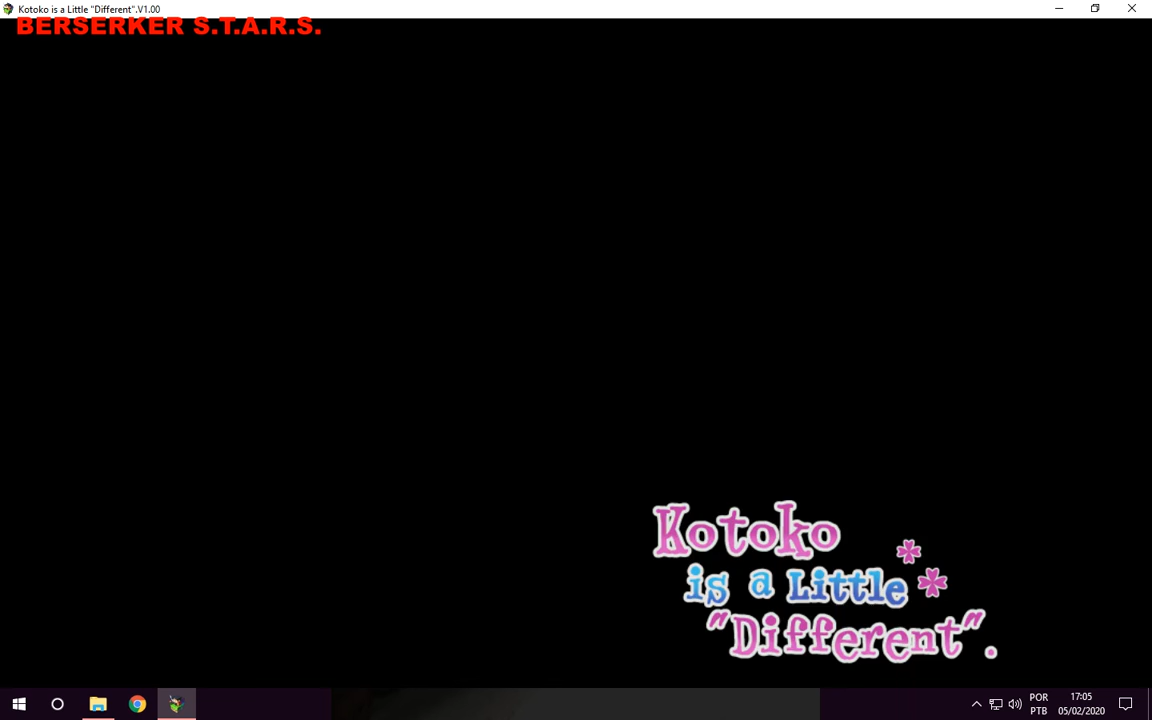 Kotoko is a Little "Different".V1.00
BERSERKER S.T.A.R.S.
Kotoko
is a Little
"Different".
POR
PTB
17:05
05/02/2020